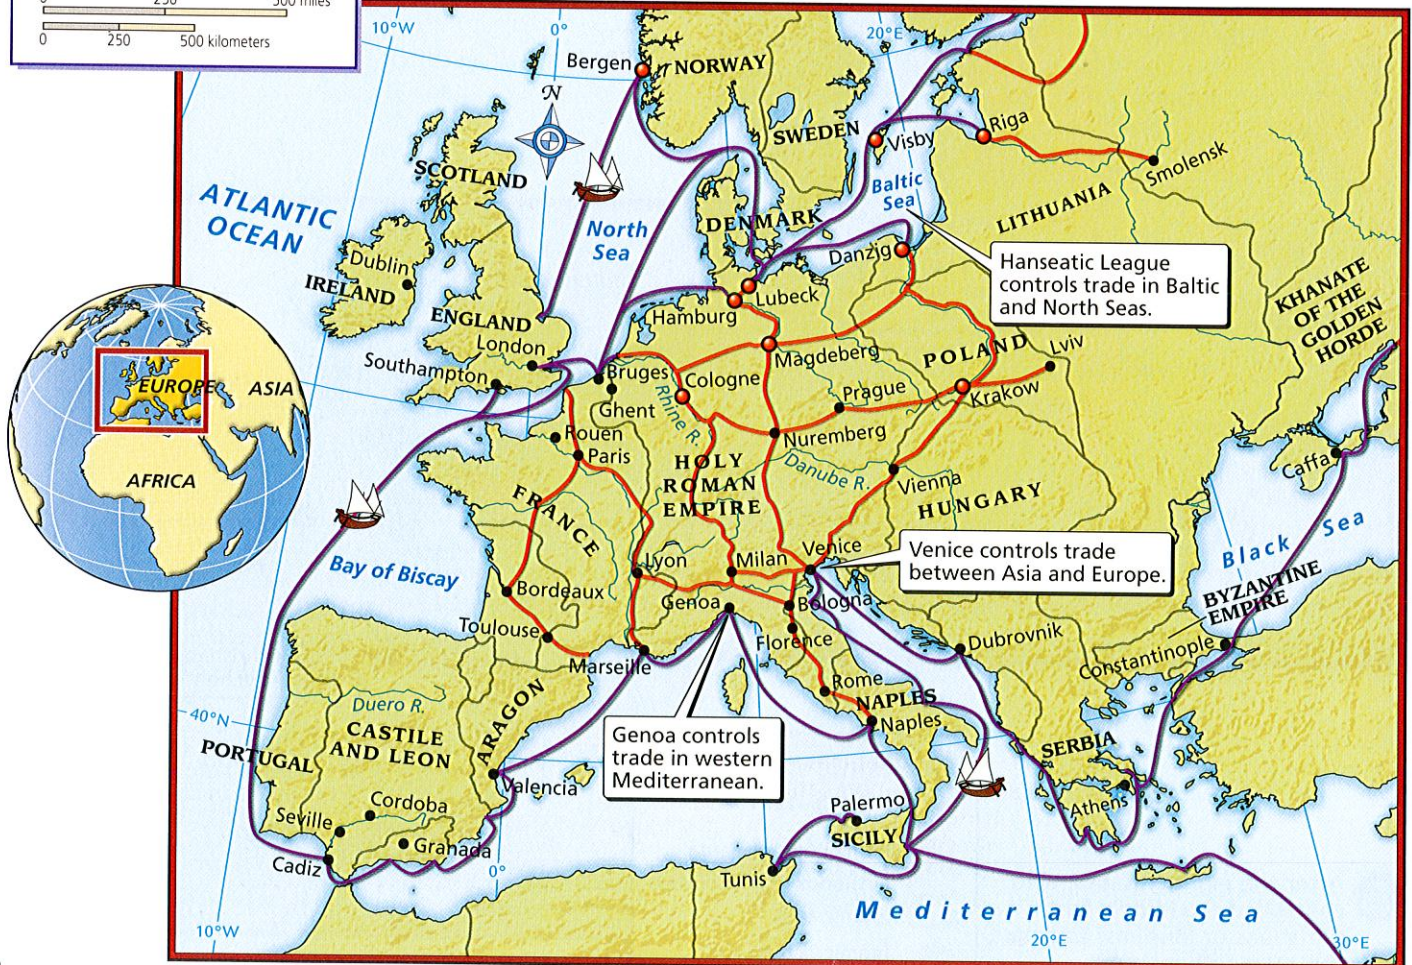 0 250 500 miles
0 250 500 kilometers
10°W
0°
20°E
Bergen
NORWAY
N
SWEDEN
Visby
Riga
Smolensk
SCOTLAND
ATLANTIC
OCEAN
North
Sea
Baltic
Sea
DENMARK
LITHUANIA
Danzig
Hanseatic League
controls trade in Baltic
and North Seas.
Dublin
IRELAND
ENGLAND
London
Southampton
Lubeck
Hamburg
Magdeberg
POLAND
Lviv
KHANATE
OF THE
GOLDEN
HORDE
EUROPE
ASIA
AFRICA
Bruges
Ghent
Cologne
Rhine R.
Prague
Krakow
Rouen
Paris
Nuremberg
HOLY
ROMAN
EMPIRE
Danube R.
Vienna
HUNGARY
Caffa
FRANCE
Black Sea
Bay of Biscay
Lyon
Milan
Venice
Venice controls trade
between Asia and Europe.
BYZANTINE
EMPIRE
Bordeaux
Genoa
Bologna
Toulouse
Florence
Dubrovnik
Constantinople
Marseille
Rome
NAPLES
Naples
40°N
Duero R.
CASTILE
AND LEON
ARAGON
PORTUGAL
Genoa controls
trade in western
Mediterranean.
SERBIA
Athens
Valencia
Cordoba
Seville
Granada
Cadiz
0°
Palermo
SICILY
Tunis
Mediterranean Sea
10°W
20°E
30°E